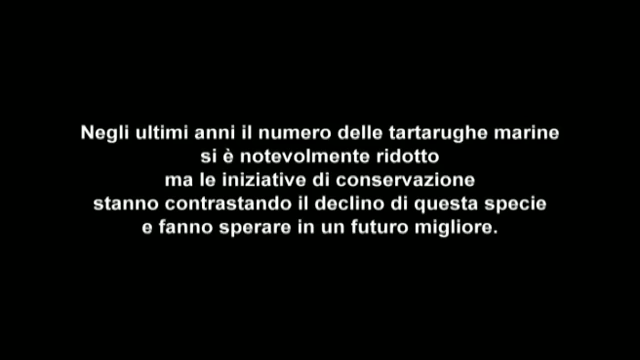 Negli ultimi anni il numero delle tartarughe marine
si è notevolmente ridotto
ma le iniziative di conservazione
stanno contrastando il declino di questa specie
e fanno sperare in un futuro migliore.